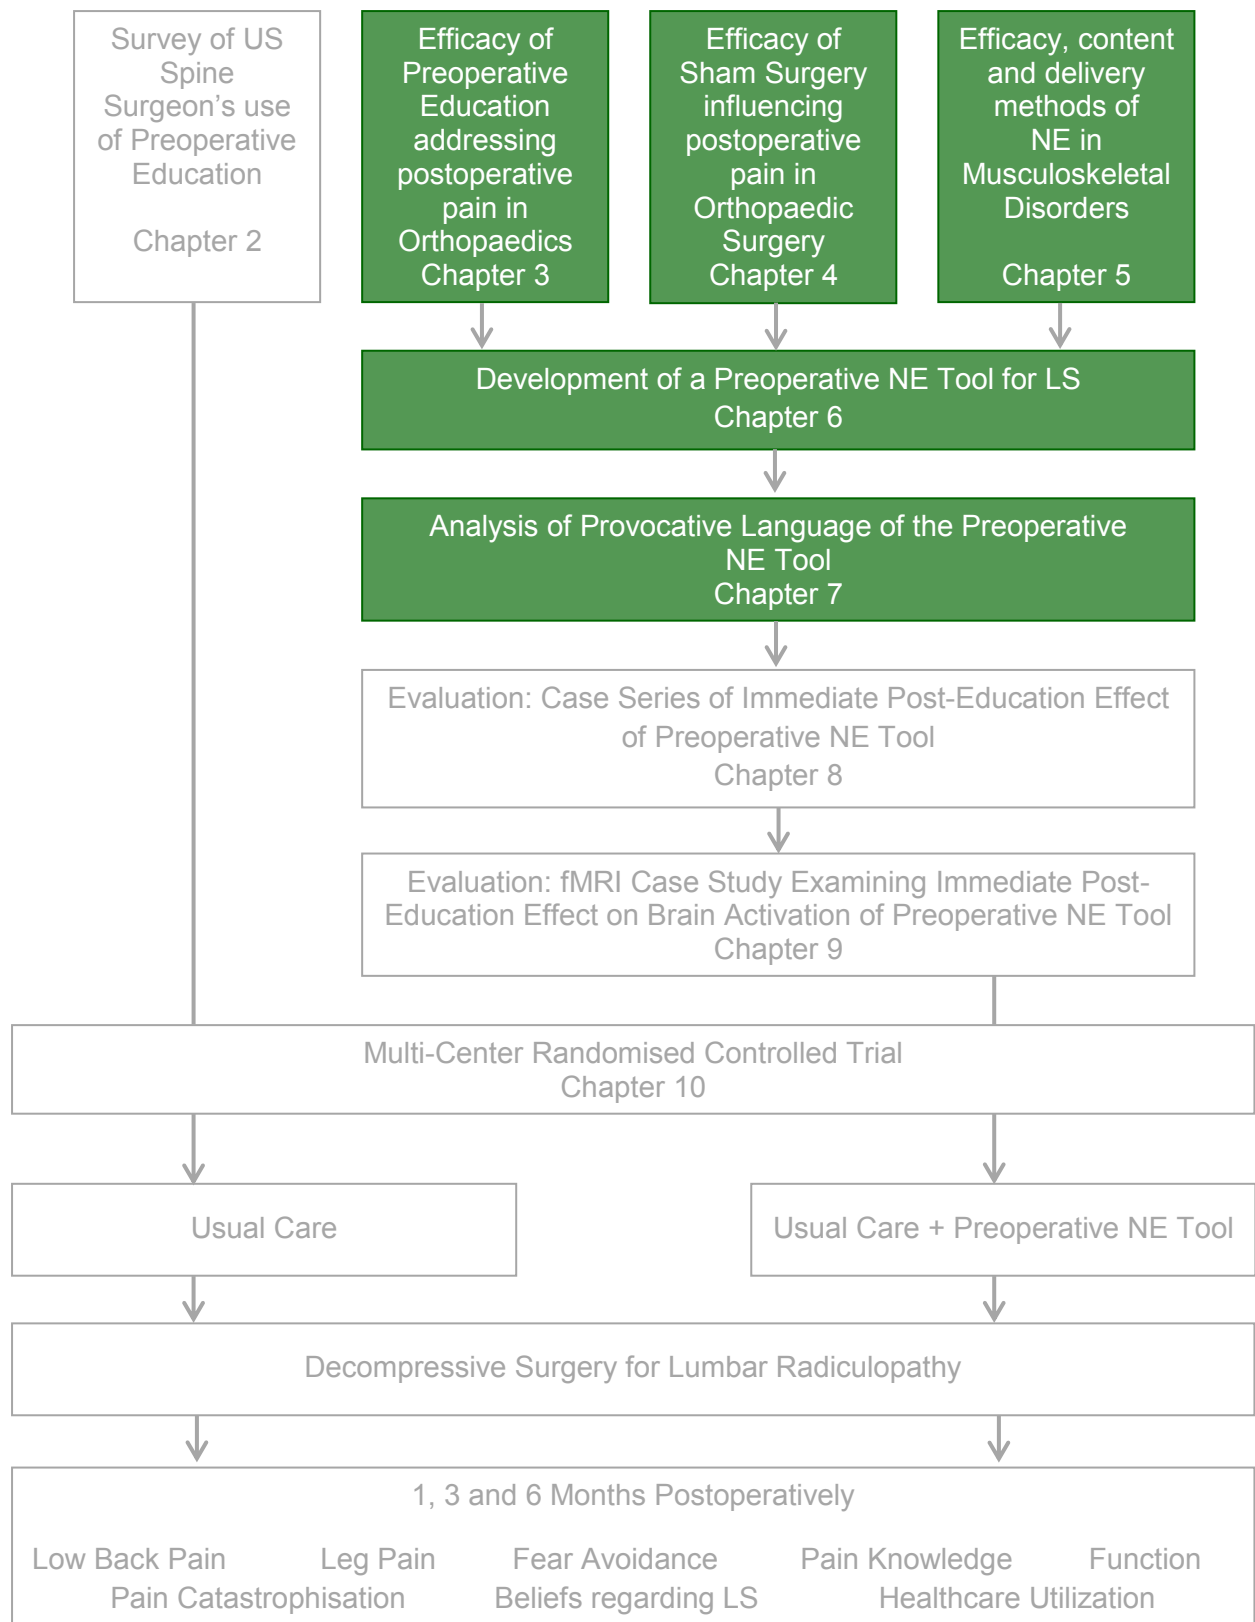 Survey of US
Spine
Surgeon's use
of Preoperative
Education
Chapter 2
Efficacy of
Preoperative
Education
addressing
postoperative
pain in
Orthopaedics
Chapter 3
Efficacy of
Sham Surgery
influencing
postoperative
pain in
Orthopaedic
Surgery
Chapter 4
Efficacy, content
and delivery
methods of
NE in
Musculoskeletal
Disorders
Chapter 5
Development of a Preoperative NE Tool for LS
Chapter 6
Analysis of Provocative Language of the Preoperative
NE Tool
Chapter 7
Evaluation: Case Series of Immediate Post-Education Effect
of Preoperative NE Tool
Chapter 8
Evaluation: fMRI Case Study Examining Immediate Post-
Education Effect on Brain Activation of Preoperative NE Tool
Chapter 9
Multi-Center Randomised Controlled Trial
Chapter 10
Usual Care
Usual Care + Preoperative NE Tool
Decompressive Surgery for Lumbar Radiculopathy
1, 3 and 6 Months Postoperatively
Low Back Pain Leg Pain Fear Avoidance Pain Knowledge Function
Pain Catastrophisation Beliefs regarding LS Healthcare Utilization